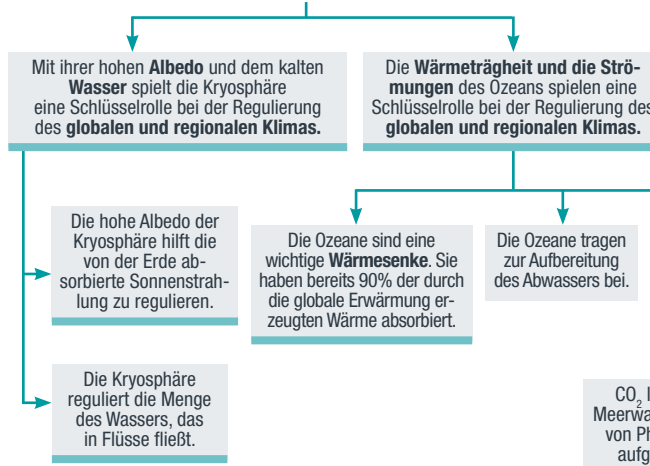 Mit ihrer hohen Albedo und dem kalten
Wasser spielt die Kryosphäre
eine Schlüsselrolle bei der Regulierung
des globalen und regionalen Klimas.
Die Wärmeträgheit und die Strö-
mungen des Ozeans spielen eine
Schlüsselrolle bei der Regulierung des
globalen und regionalen Klimas.
Die hohe Albedo der
Kryosphäre hilft die
von der Erde ab-
sorbierte Sonnenstrah-
lung zu regulieren.
Die Ozeane sind eine
wichtige Wärmesenke. Sie
haben bereits 90% der durch
die globale Erwärmung er-
zeugten Wärme absorbiert.
Die Ozeane tragen
zur Aufbereitung
des Abwassers bei.
Die Kryosphäre
reguliert die Menge
des Wassers, das
in Flüsse fließt.
CO₂
von